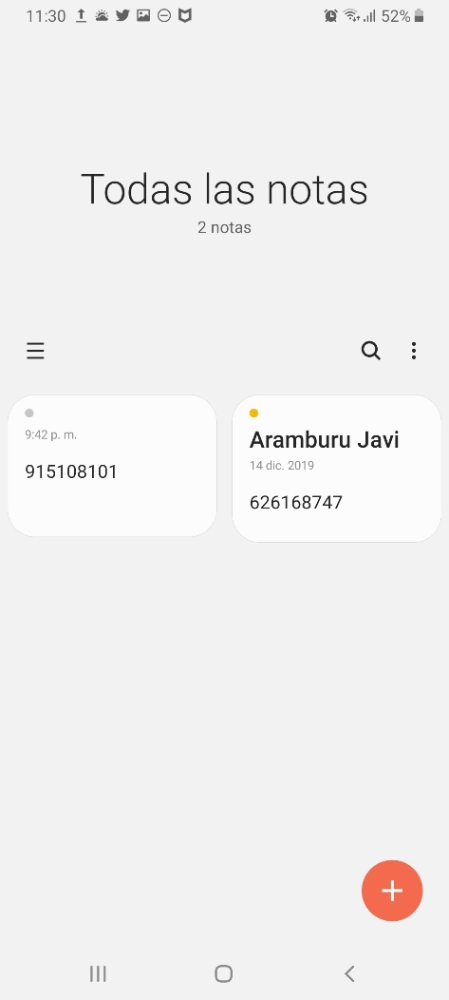 11:30 52%
Todas las notas
2 notas
9:42 p. m.
915108101
Aramburu Javi
14 dic. 2019
626168747